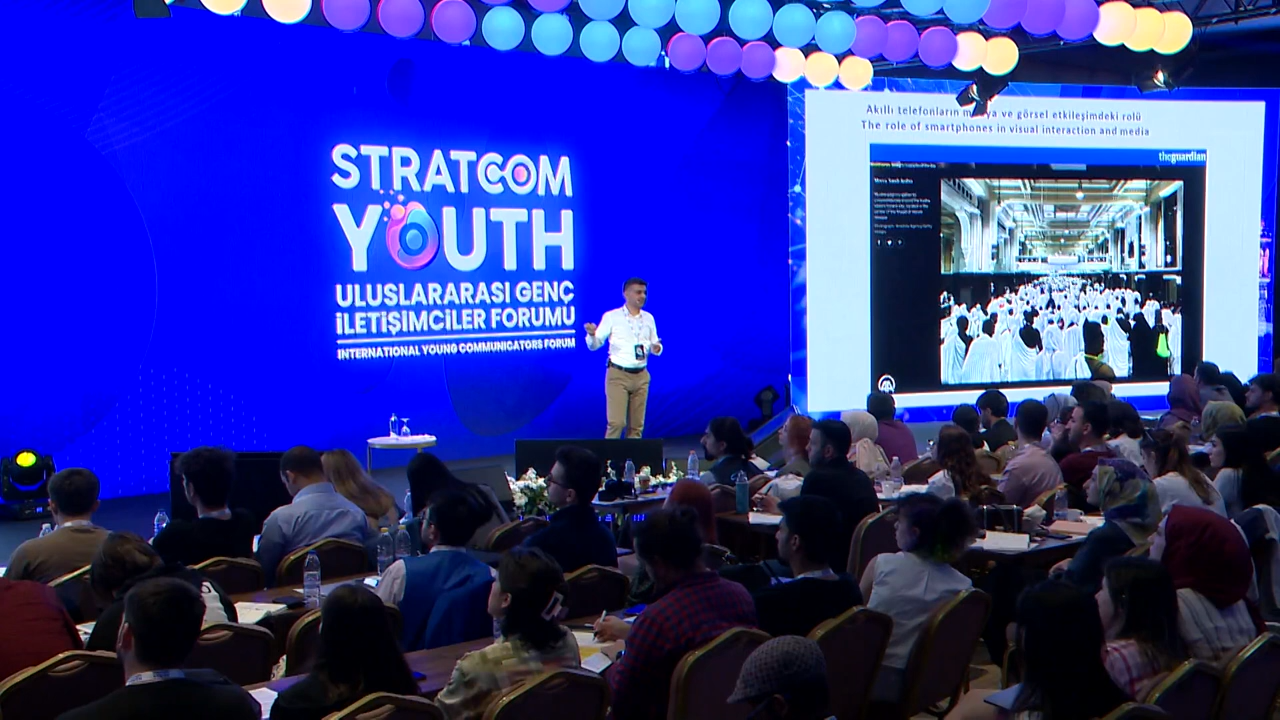 STRATCOM
YOUTH
ULUSLARARASI GENÇ
İLETİŞİMCİLER FORUMU
INTERNATIONAL YOUNG COMMUNICATORS FORUM
Akıllı telefonların ve görsel etkileşimdeki rolü
The role of smartphones in visual interaction and media
theguardian
AA